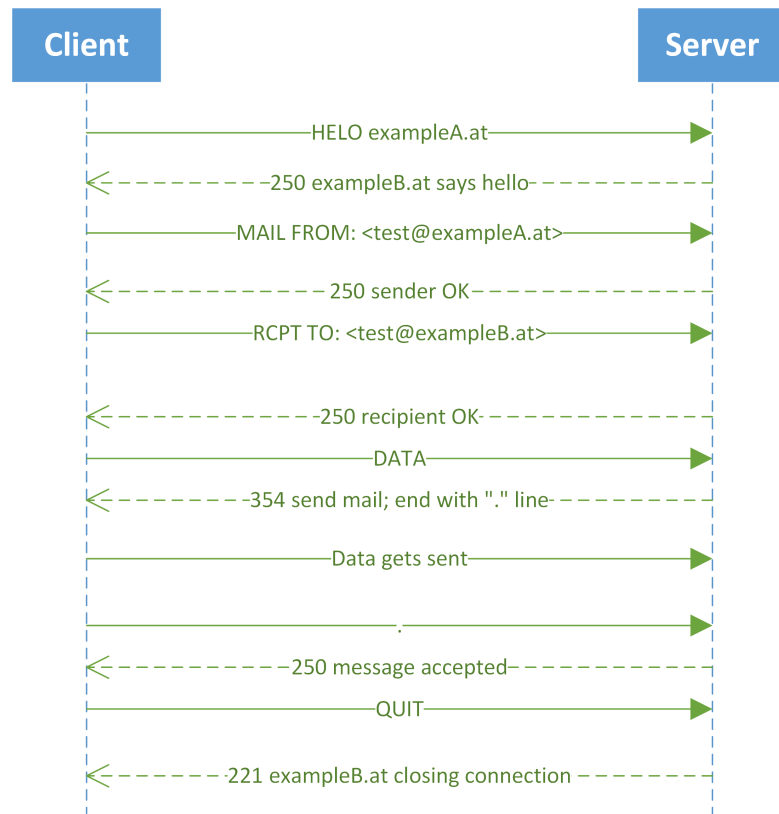 Client
Server
HELO exampleA.at
250 exampleB.at says hello
MAIL FROM: <test@exampleA.at>
250 sender OK
RCPT TO: <test@exampleB.at>
250 recipient OK
DATA
354 send mail; end with "." line
Data gets sent
.
250 message accepted
QUIT
221 exampleB.at closing connection